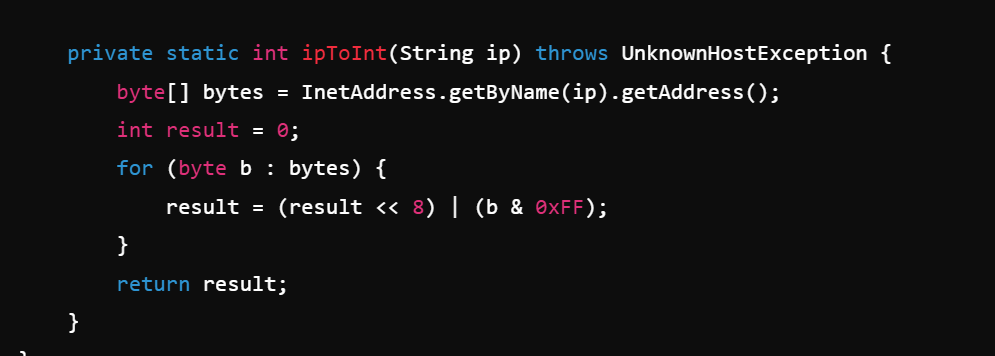 private static int ipToInt(String ip) throws UnknownHostException {
byte[] bytes = InetAddress.getByName(ip).getAddress();
int result = 0;
for (byte b : bytes) {
result = (result << 8) | (b & 0xFF);
}
return result;
}
}